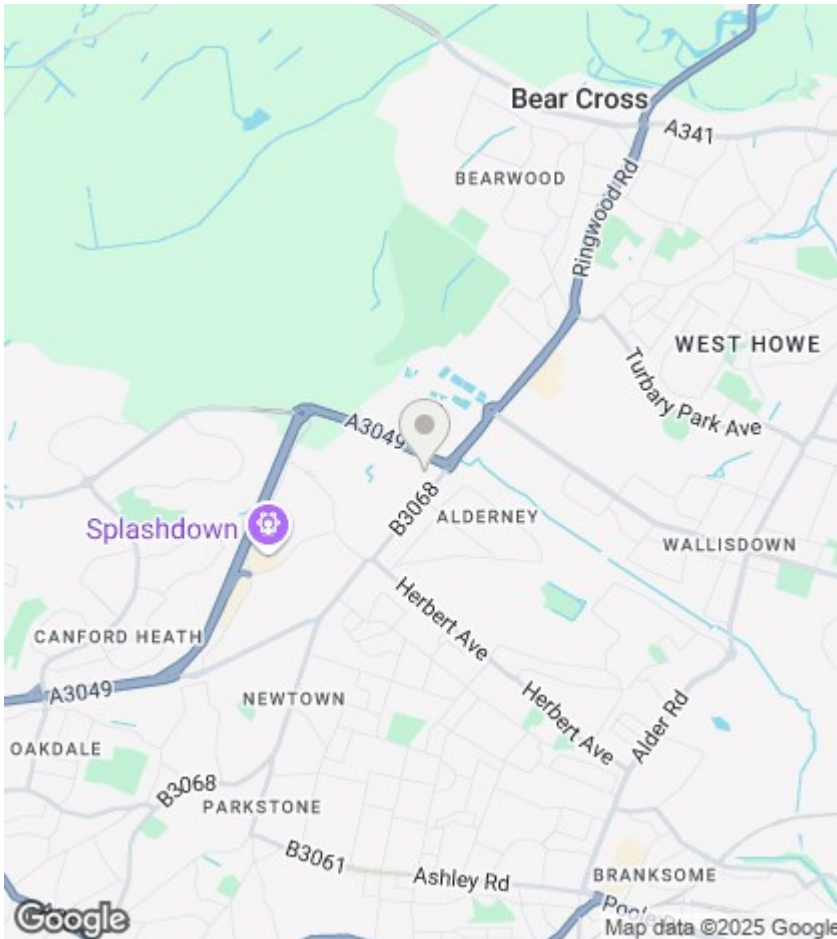 Bear Cross
A341
BEARWOOD
Ringwood Rd
WEST HOWE
Turbary Park Ave
A3049
B3068
ALDERNEY
Splashdown
WALLISDOWN
Herbert Ave
CANFORD HEATH
Herbert Ave
A3049
NEWTOWN
Alder Rd
OAKDALE
B3068
PARKSTONE
B3061
Ashley Rd
BRANKSOME
Google
Map data ©2025 Google